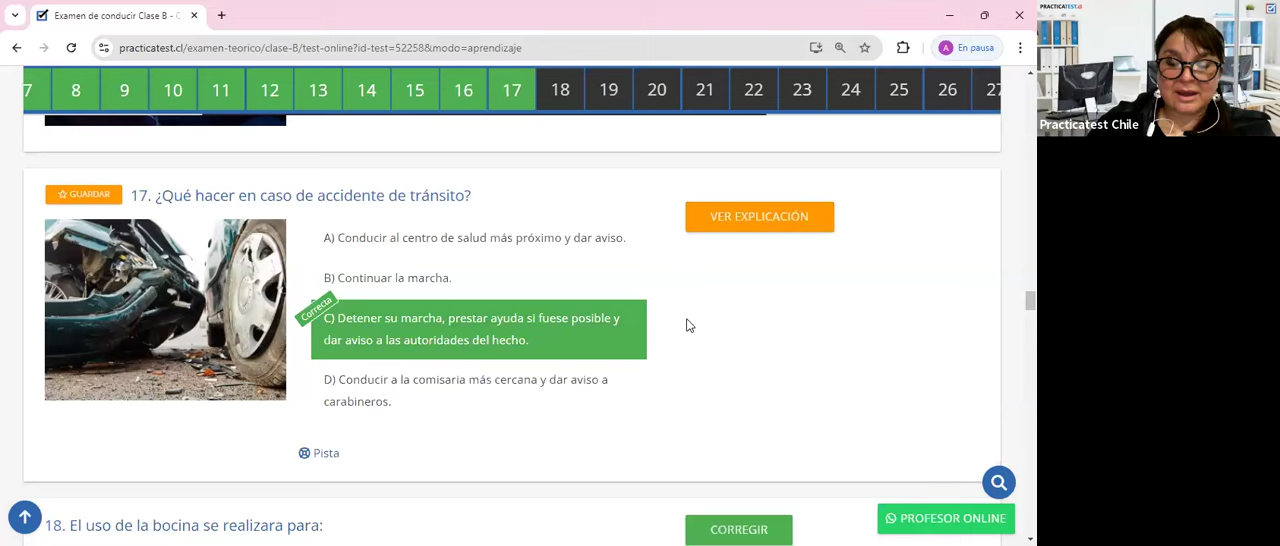 Examen de conducir Clase B - C
practicatest.cl/examen-teorico/clase-B/test-online?id-test=52258&modo=aprendizaje
A
En pausa
PRACTICATEST.cl
Practicatest Chile
7 8 9 10 11 12 13 14 15 16 17 18 19 20 21 22 23 24 25 26 27
GUARDAR
17. ¿Qué hacer en caso de accidente de tránsito?
VER EXPLICACIÓN
A) Conducir al centro de salud más próximo y dar aviso.
B) Continuar la marcha.
Correcta
C) Detener su marcha, prestar ayuda si fuese posible y
dar aviso a las autoridades del hecho.
D) Conducir a la comisaria más cercana y dar aviso a
carabineros.
Pista
PROFESOR ONLINE
18. El uso de la bocina se realizara para:
CORREGIR